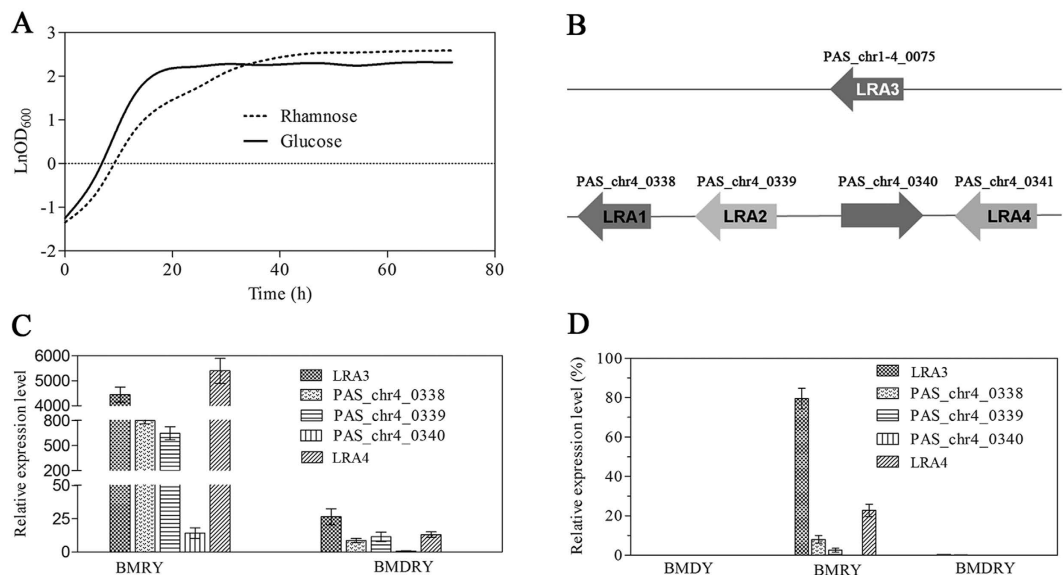 A
LnOD600
3
2
1
0
-1
-2
0 20 40 60 80
Time (h)
Rhamnose
Glucose
B
PAS_chr1-4_0075
LRA3
PAS_chr4_0338 PAS_chr4_0339 PAS_chr4_0340 PAS_chr4_0341
LRA1 LRA2 LRA4
C
Relative expression level
6000
5000
4000
800
500
200
25
0
BMRY BMDRY
LRA3
PAS_chr4_0338
PAS_chr4_0339
PAS_chr4_0340
LRA4
D
Relative expression level (%)
100
80
60
40
20
0
BMDY BMRY BMDRY
LRA3
PAS_chr4_0338
PAS_chr4_0339
PAS_chr4_0340
LRA4